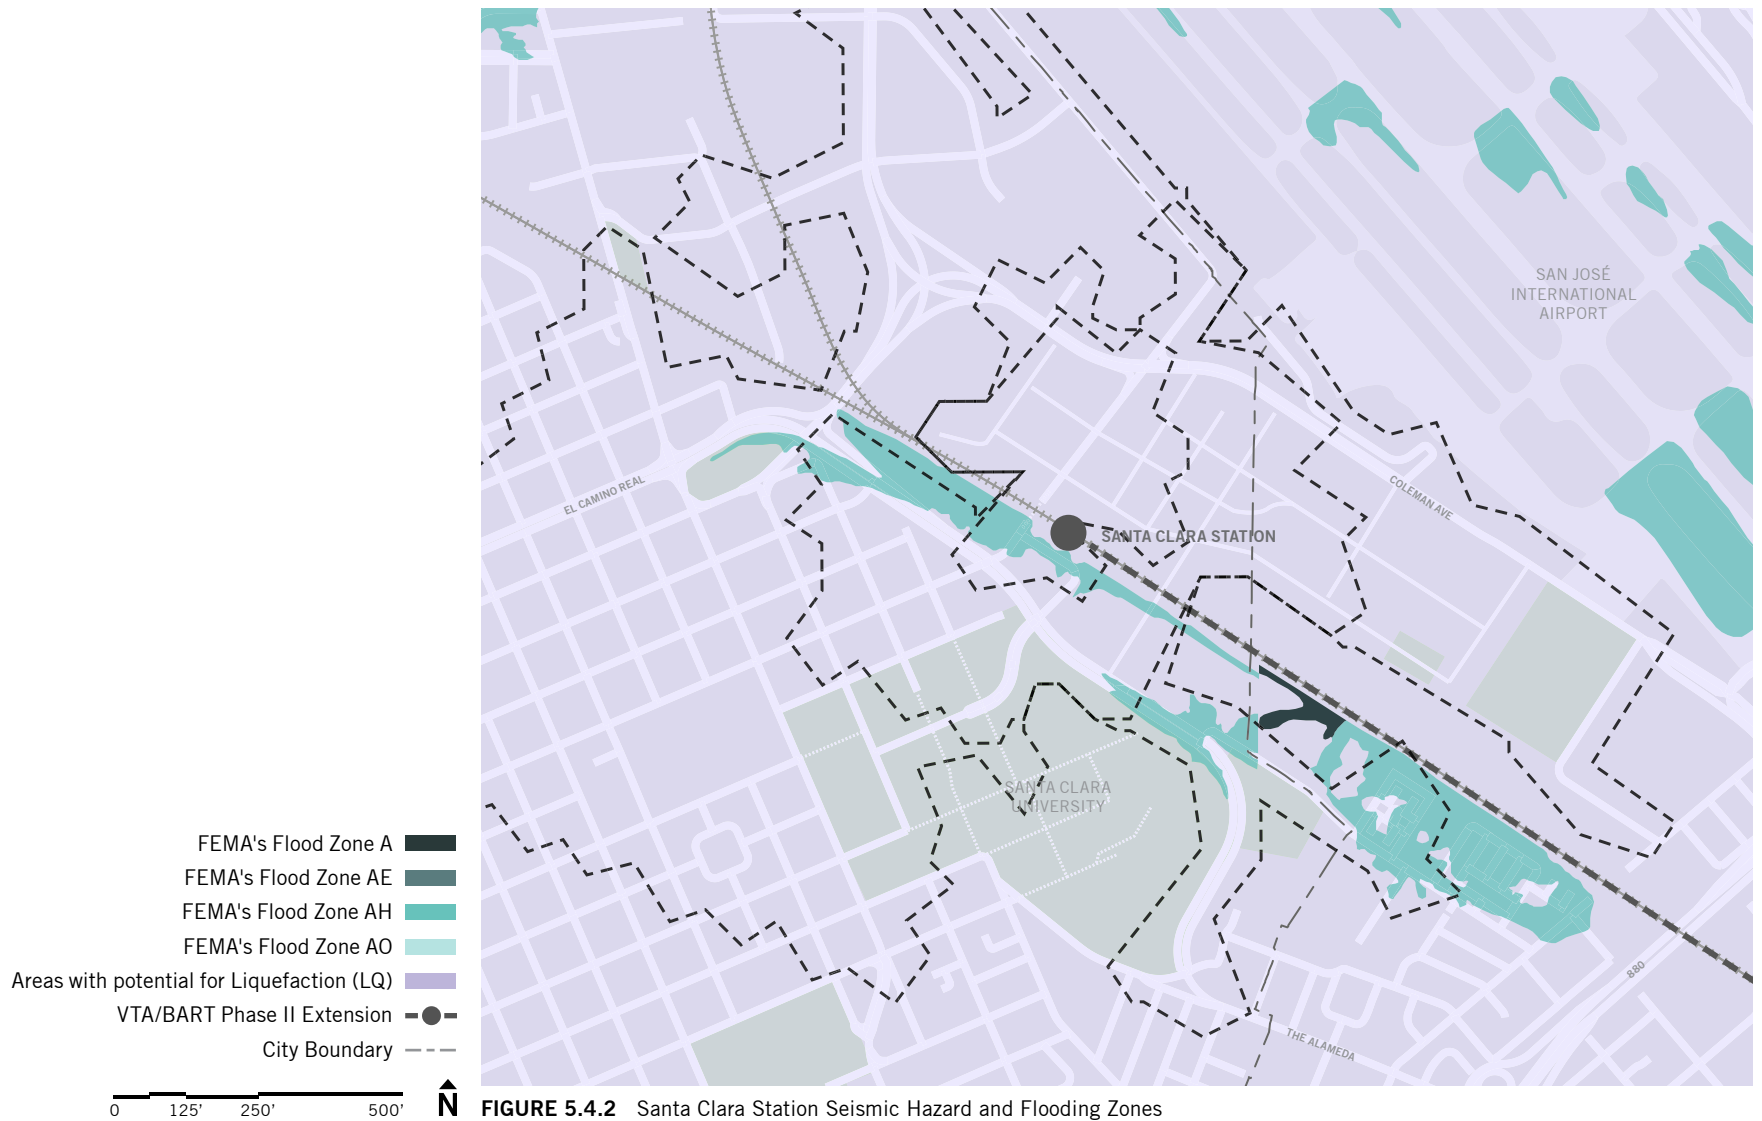 SAN JOSÉ
INTERNATIONAL
AIRPORT
EL CAMINO REAL
COLEMAN AVE
SANTA CLARA STATION
SANTA CLARA
UNIVERSITY
880
THE ALAMEDA
FEMA's Flood Zone A
FEMA's Flood Zone AE
FEMA's Flood Zone AH
FEMA's Flood Zone AO
Areas with potential for Liquefaction (LQ)
VTA/BART Phase II Extension
City Boundary
0 125’ 250’ 500’
N
FIGURE 5.4.2 Santa Clara Station Seismic Hazard and Flooding Zones